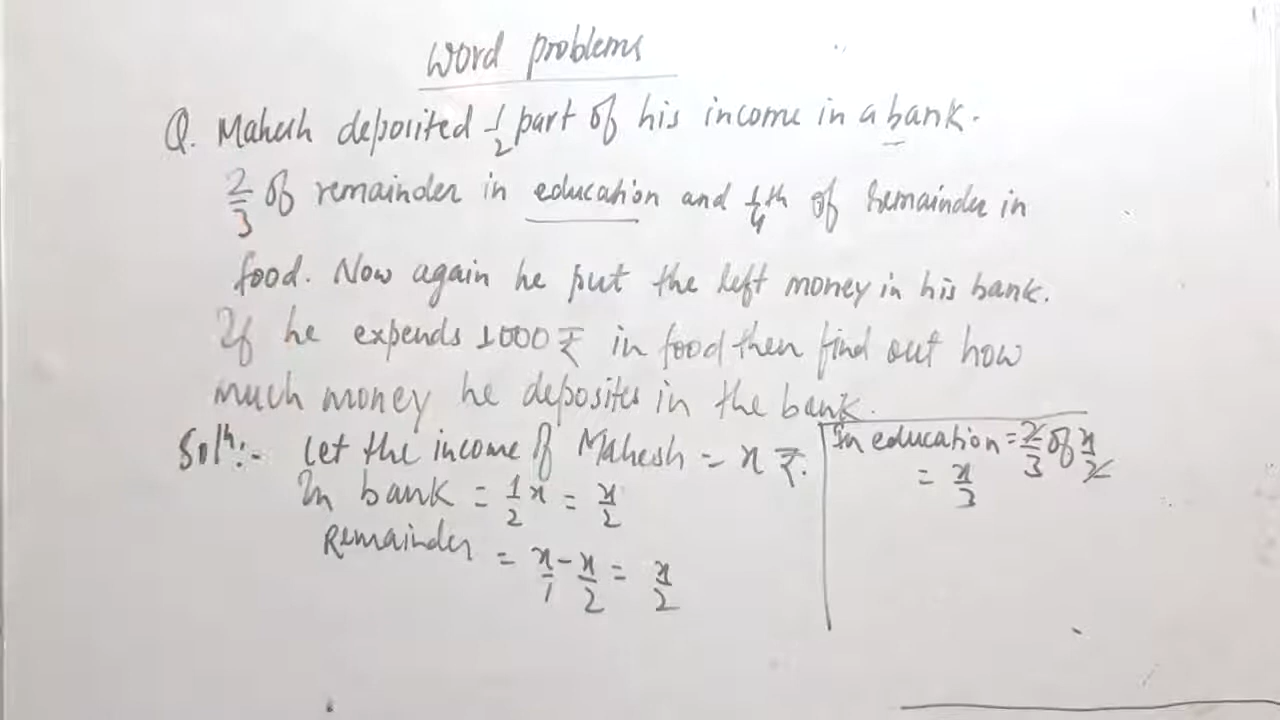 Word problems
Q. Mahesh deposited 1/2 part of his income in a bank.
2/3 of remainder in education and 1/4th of remainder in
food. Now again he put the left money in his bank.
If he expends 1000 ₹ in food then find out how
much money he deposites in the bank.
Solⁿ:- Let the income of Mahesh = x ₹.
In bank = 1/2 x = x/2
Remainder = x/1 - x/2 = x/2
In education = 2/3 of x/2
= x/3